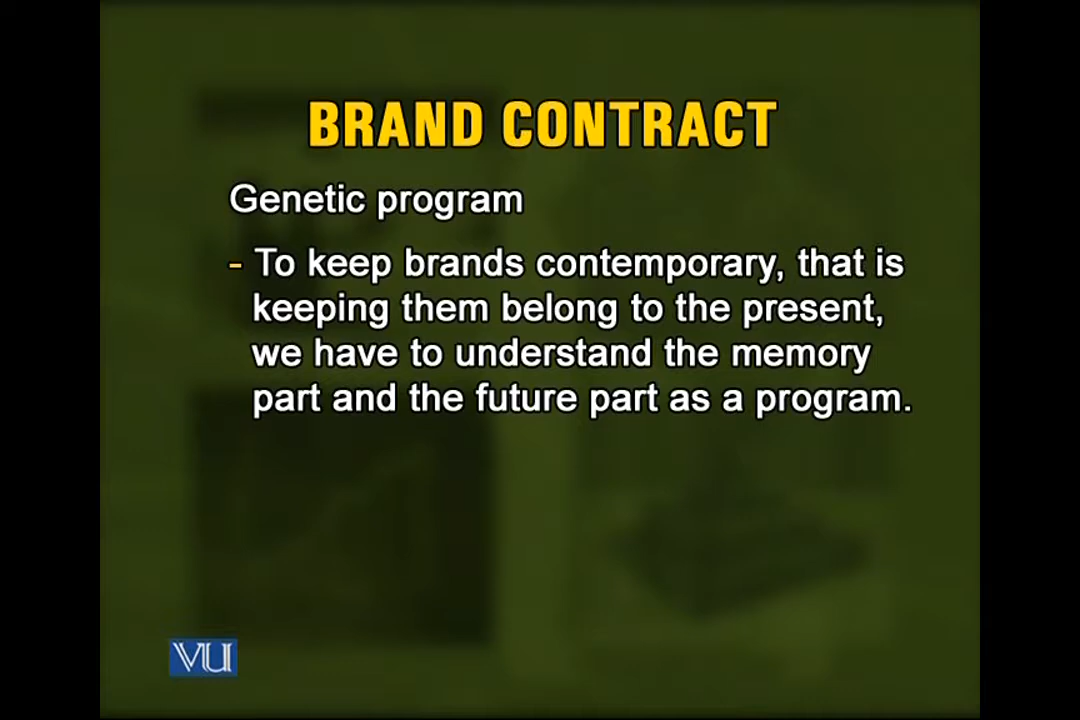 BRAND CONTRACT
Genetic program
- To keep brands contemporary, that is
keeping them belong to the present,
we have to understand the memory
part and the future part as a program.
VU